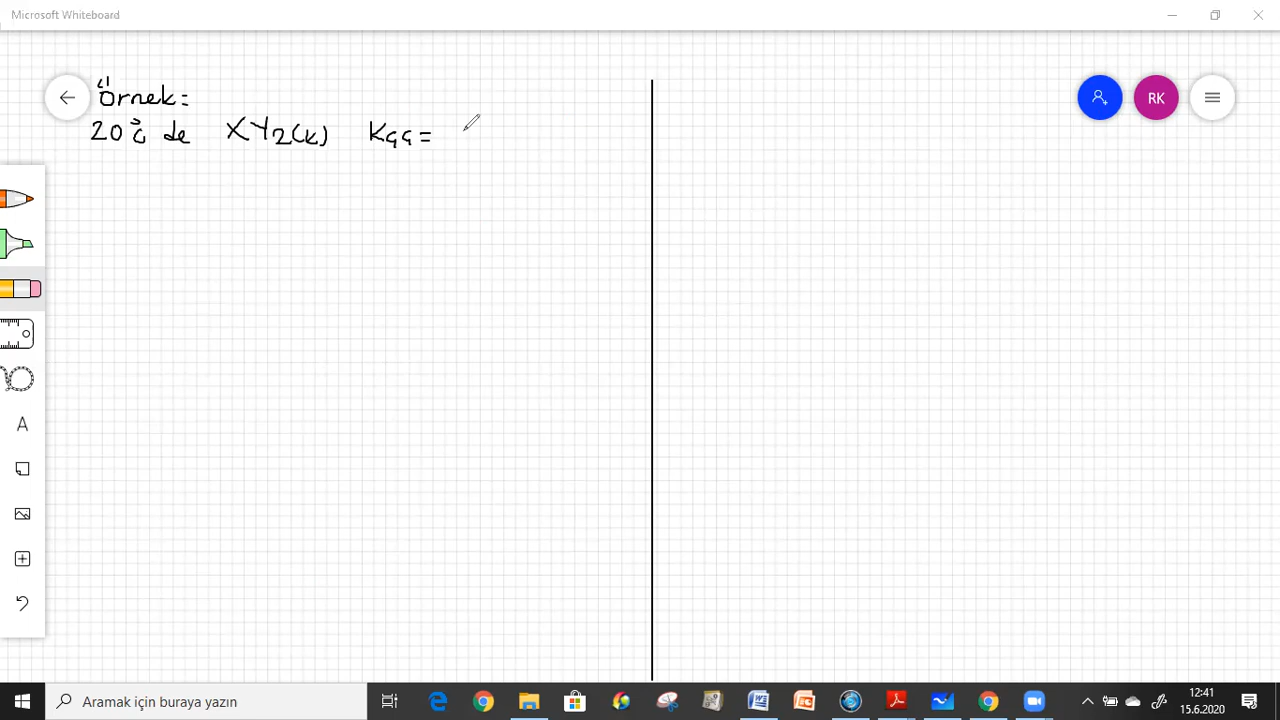 Microsoft Whiteboard
Örnek:
20°C de XY₂(k) Kçç=
RK
A
Aramak için buraya yazın
12:41
15.6.2020